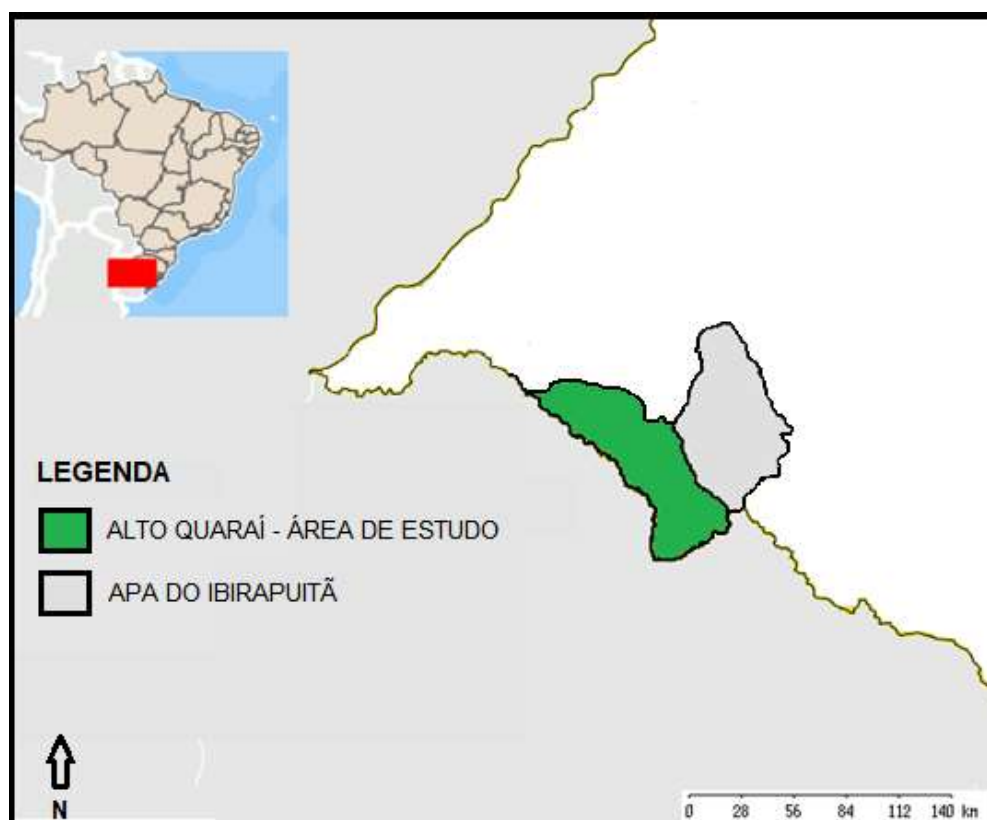 LEGENDA
ALTO QUARAÍ - ÁREA DE ESTUDO
APA DO IBIRAPUITÃ
N
0 28 56 84 112 140 km